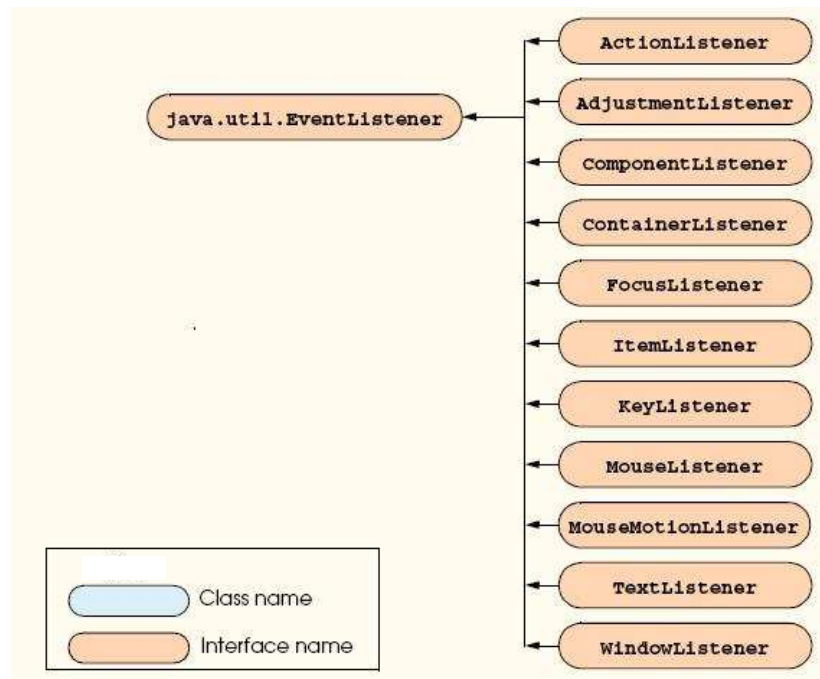 ActionListener
java.util.EventListener
AdjustmentListener
ComponentListener
ContainerListener
FocusListener
ItemListener
KeyListener
MouseListener
MouseMotionListener
TextListener
WindowListener
Class name
Interface name